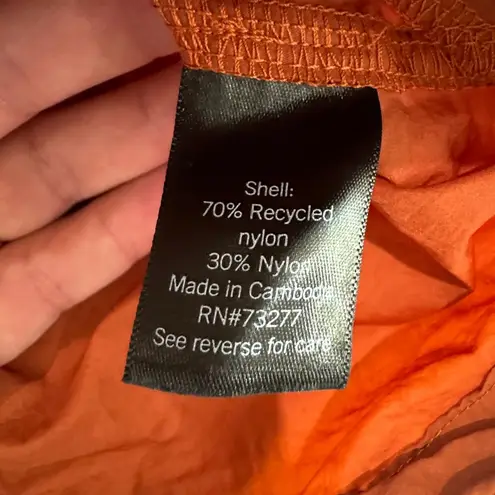 Shell:
70% Recycled
nylon
30% Nylon
Made in Cambodia
RN#73277
See reverse for care